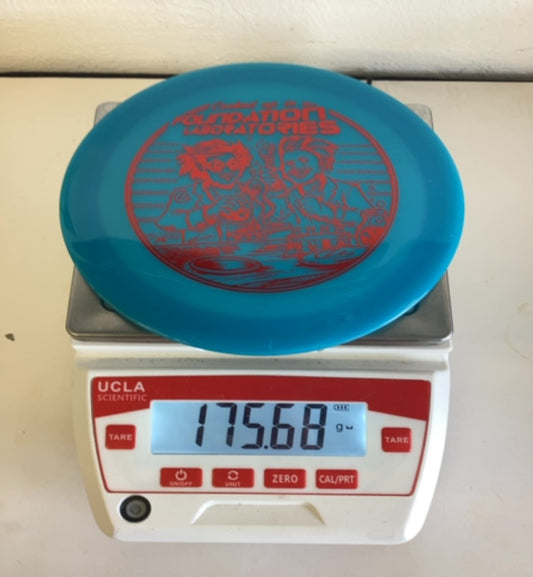 FOUNDATION
LABORATORIES
UCLA
SCIENTIFIC
175.68 g
TARE
TARE
ON/OFF
UNIT
ZERO
CAL/PRT